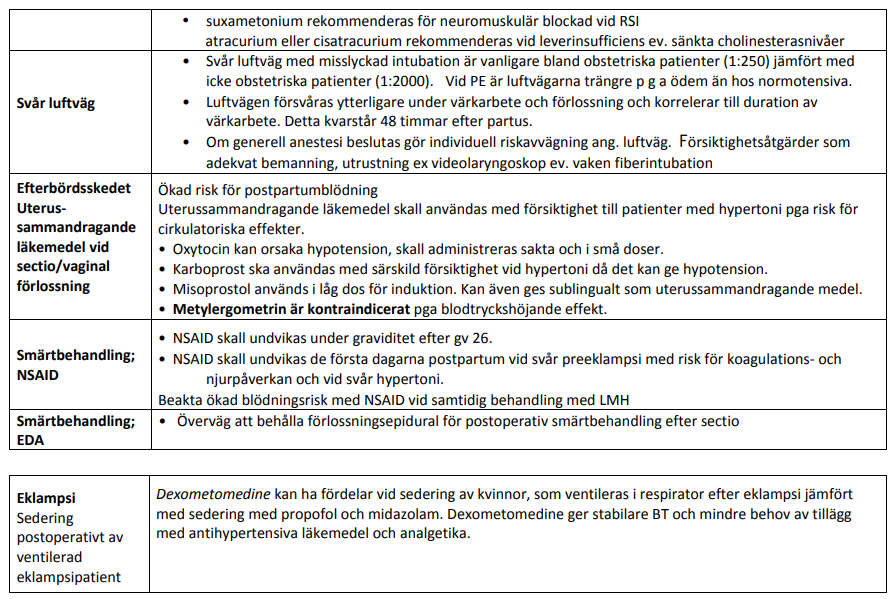 • suxametonium rekommenderas för neuromuskulär blockad vid RSI
atracurium eller cisatracurium rekommenderas vid leverinsufficiens ev. sänkta cholinesterasnivåer
Svår luftväg
• Svår luftväg med misslyckad intubation är vanligare bland obstetriska patienter (1:250) jämfört med
icke obstetriska patienter (1:2000). Vid PE är luftvägarna trängre p g a ödem än hos normotensiva.
• Luftvägen försvåras ytterligare under värkarbete och förlossning och korrelerar till duration av
värkarbete. Detta kvarstår 48 timmar efter partus.
• Om generell anestesi beslutas gör individuell riskavvägning ang. luftväg. Försiktighetsåtgärder som
adekvat bemanning, utrustning ex videolaryngoskop ev. vaken fiberintubation
Efterbördsskedet
Uterus-
sammandragande
läkemedel vid
sectio/vaginal
förlossning
Ökad risk för postpartumblödning
Uterussammandragande läkemedel skall användas med försiktighet till patienter med hypertoni pga risk för
cirkulatoriska effekter.
• Oxytocin kan orsaka hypotension, skall administreras sakta och i små doser.
• Karboprost ska användas med särskild försiktighet vid hypertoni då det kan ge hypotension.
• Misoprostol används i låg dos för induktion. Kan även ges sublingualt som uterussammandragande medel.
• Metylergometrin är kontraindicerat pga blodtryckshöjande effekt.
Smärtbehandling;
NSAID
• NSAID skall undvikas under graviditet efter gv 26.
• NSAID skall undvikas de första dagarna postpartum vid svår preeklampsi med risk för koagulations- och
njurpåverkan och vid svår hypertoni.
Beakta ökad blödningsrisk med NSAID vid samtidig behandling med LMH
Smärtbehandling;
EDA
• Överväg att behålla förlossningsepidural för postoperativ smärtbehandling efter sectio
Eklampsi
Sedering
postoperativt av
ventilerad
eklampsipatient
Dexometomedine kan ha fördelar vid sedering av kvinnor, som ventileras i respirator efter eklampsi jämfört
med sedering med propofol och midazolam. Dexometomedine ger stabilare BT och mindre behov av tillägg
med antihypertensiva läkemedel och analgetika.